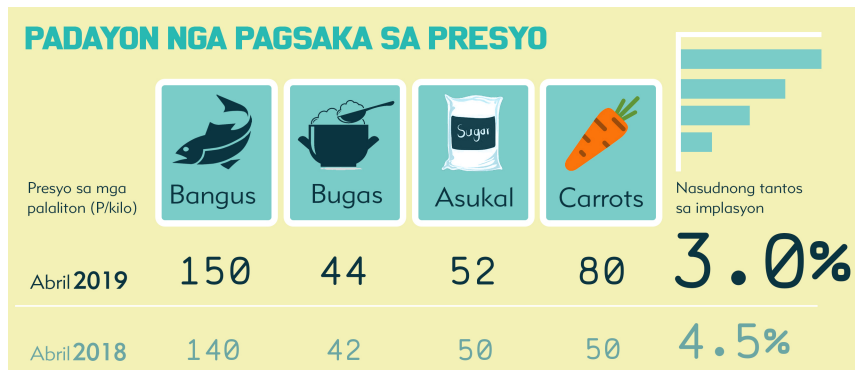 PADAYON NGA PAGSAKA SA PRESYO
Sugar
Bangus Bugas Asukal Carrots
Presyo sa mga
palaliton (P/kilo)
Nasudnong tantos
sa implasyon
Abril 2019 150 44 52 80 3.0%
Abril 2018 140 42 50 50 4.5%